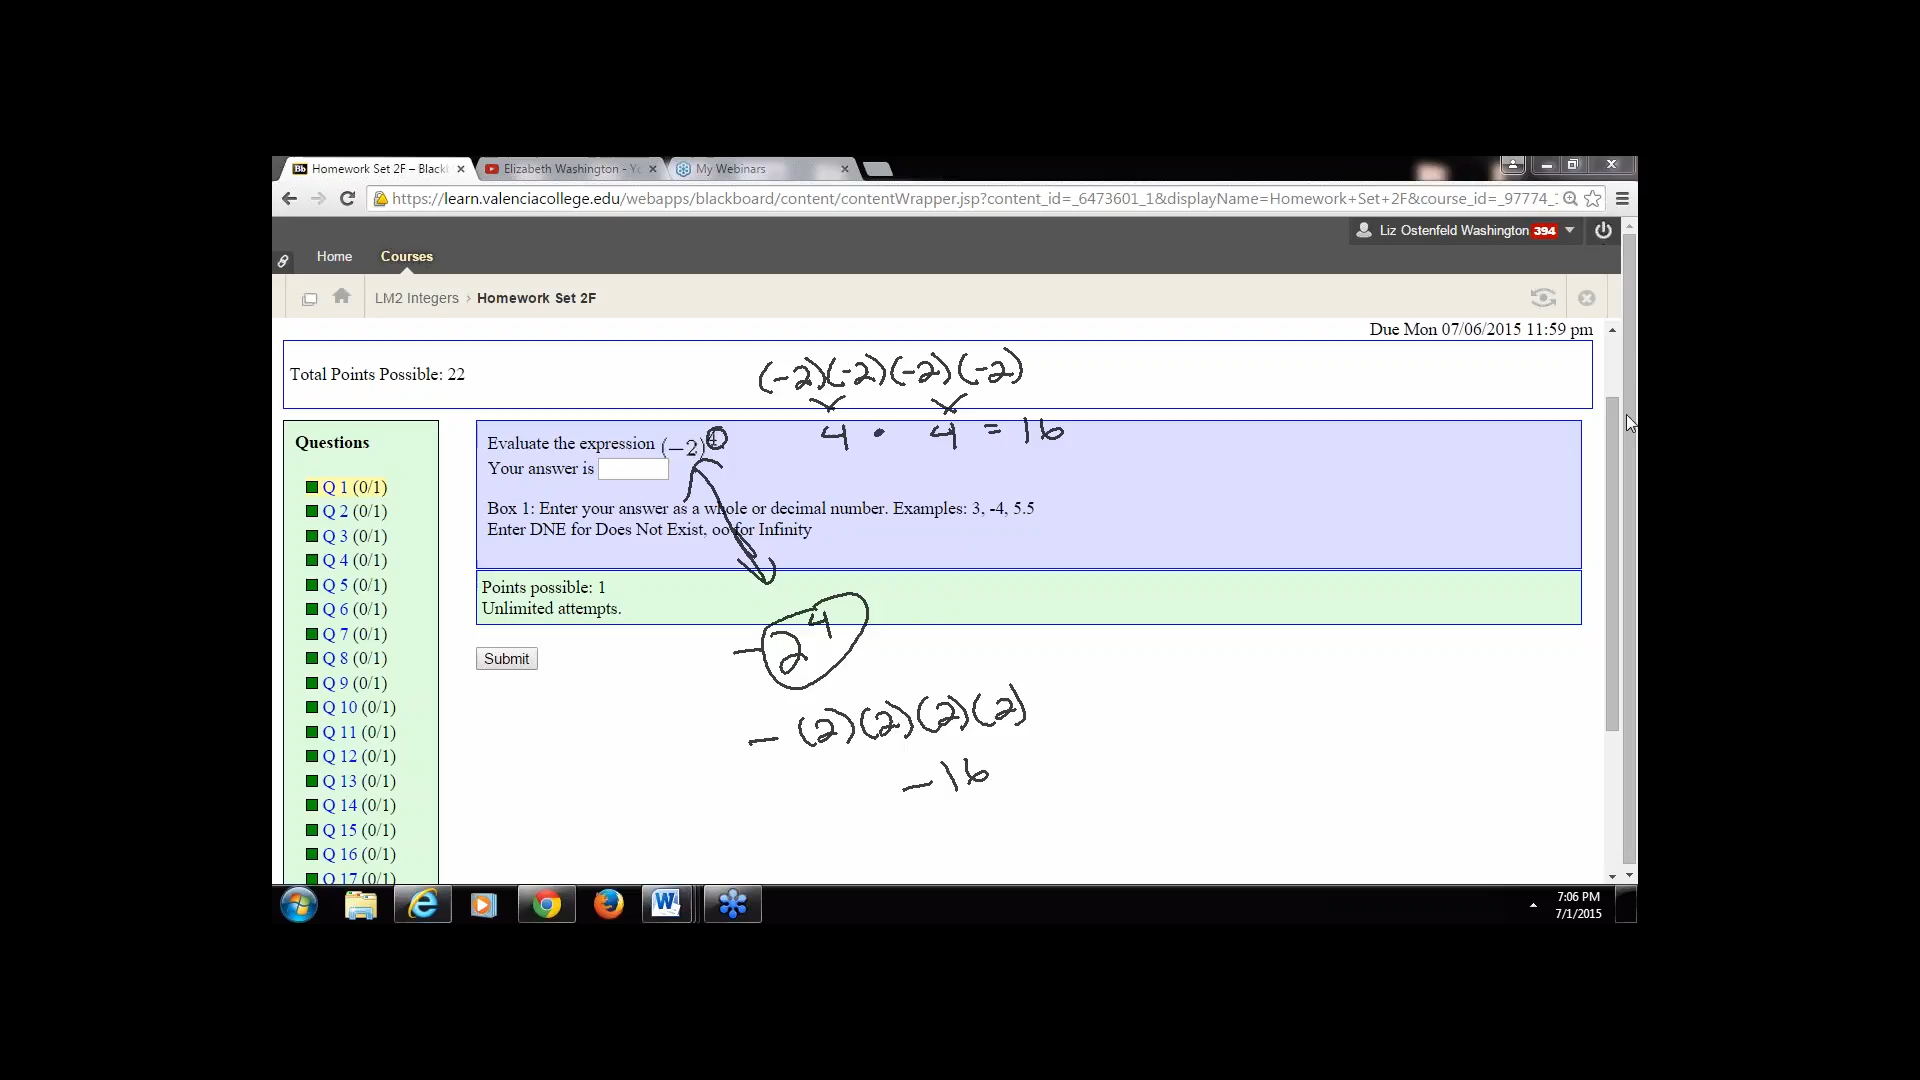 Homework Set 2F – Blackb
Elizabeth Washington - Yo
My Webinars
https://learn.valenciacollege.edu/webapps/blackboard/content/contentWrapper.jsp?content_id=_6473601_1&displayName=Homework+Set+2F&course_id=_97774_
Liz Ostenfeld Washington 394
Home Courses
LM2 Integers › Homework Set 2F
Due Mon 07/06/2015 11:59 pm
Total Points Possible: 22
(-2)(-2)(-2)(-2)
4 • 4 = 16
Questions
Q 1 (0/1)
Q 2 (0/1)
Q 3 (0/1)
Q 4 (0/1)
Q 5 (0/1)
Q 6 (0/1)
Q 7 (0/1)
Q 8 (0/1)
Q 9 (0/1)
Q 10 (0/1)
Q 11 (0/1)
Q 12 (0/1)
Q 13 (0/1)
Q 14 (0/1)
Q 15 (0/1)
Q 16 (0/1)
Q 17 (0/1)
Evaluate the expression (−2)⁴
Your answer is
Box 1: Enter your answer as a whole or decimal number. Examples: 3, -4, 5.5
Enter DNE for Does Not Exist, oo for Infinity
Points possible: 1
Unlimited attempts.
-2⁴
Submit
- (2)(2)(2)(2)
-16
7:06 PM
7/1/2015